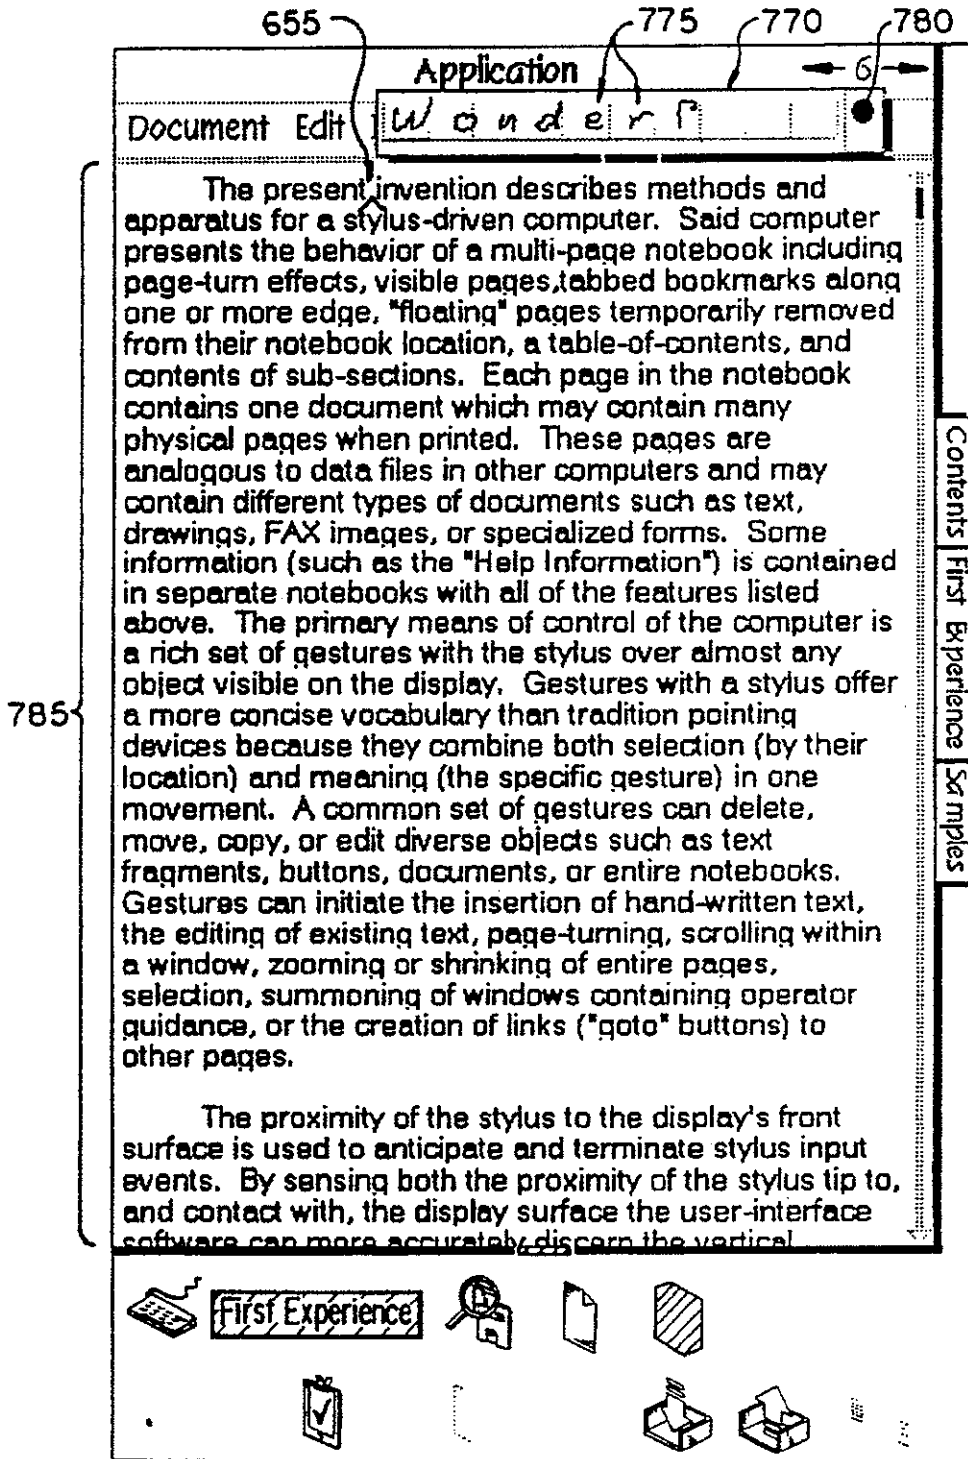 655 775 770 780
Application 6
Document Edit W o n d e r f
The present invention describes methods and
apparatus for a stylus-driven computer. Said computer
presents the behavior of a multi-page notebook including
page-turn effects, visible pages,tabbed bookmarks along
one or more edge, "floating" pages temporarily removed
from their notebook location, a table-of-contents, and
contents of sub-sections. Each page in the notebook
contains one document which may contain many
physical pages when printed. These pages are
analogous to data files in other computers and may
contain different types of documents such as text,
drawings, FAX images, or specialized forms. Some
information (such as the "Help Information") is contained
in separate notebooks with all of the features listed
above. The primary means of control of the computer is
a rich set of gestures with the stylus over almost any
object visible on the display. Gestures with a stylus offer
a more concise vocabulary than tradition pointing
devices because they combine both selection (by their
location) and meaning (the specific gesture) in one
movement. A common set of gestures can delete,
move, copy, or edit diverse objects such as text
fragments, buttons, documents, or entire notebooks.
Gestures can initiate the insertion of hand-written text,
the editing of existing text, page-turning, scrolling within
a window, zooming or shrinking of entire pages,
selection, summoning of windows containing operator
guidance, or the creation of links ("goto" buttons) to
other pages.
The proximity of the stylus to the display's front
surface is used to anticipate and terminate stylus input
events. By sensing both the proximity of the stylus tip to,
and contact with, the display surface the user-interface
software can more accurately discern the vertical
785
Contents
First Experience
Samples
First Experience